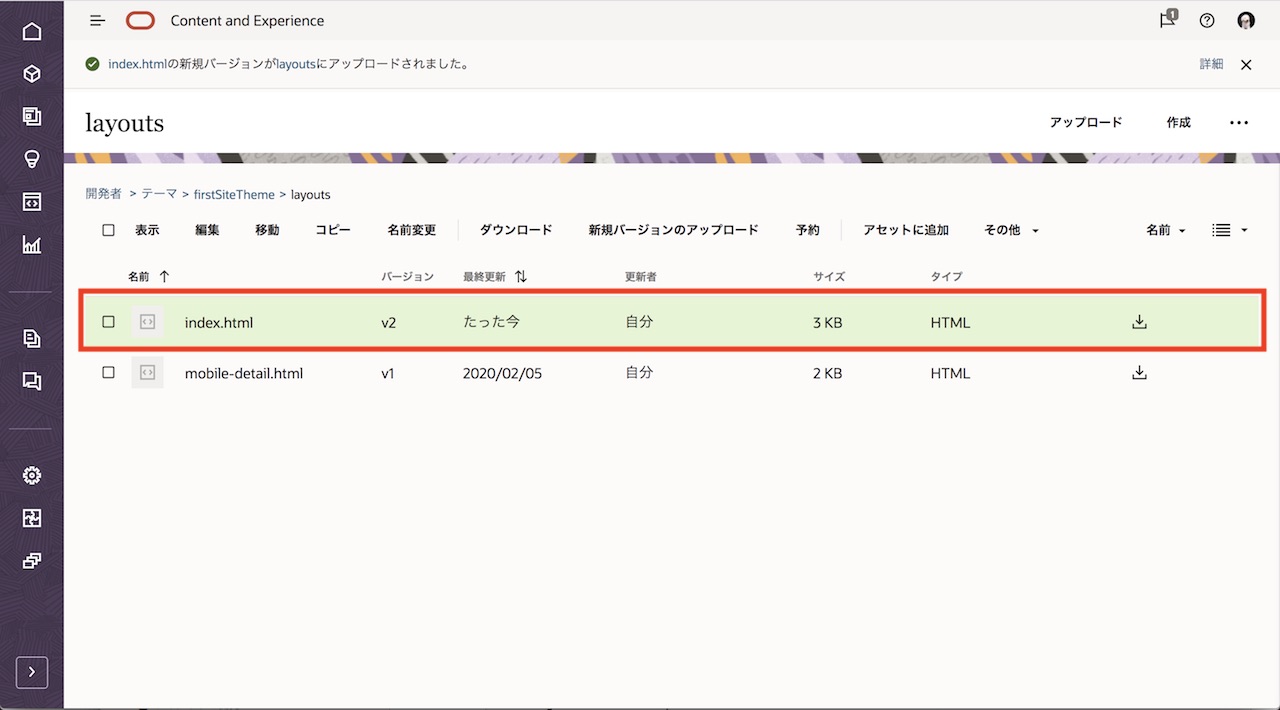 Content and Experience
1
index.htmlの新規バージョンがlayoutsにアップロードされました。
詳細
layouts
アップロード 作成
開発者 > テーマ > firstSiteTheme > layouts
表示 編集 移動 コピー 名前変更 ダウンロード 新規バージョンのアップロード 予約 アセットに追加 その他 名前
名前 バージョン 最終更新 更新者 サイズ タイプ
index.html v2 たった今 自分 3 KB HTML
mobile-detail.html v1 2020/02/05 自分 2 KB HTML